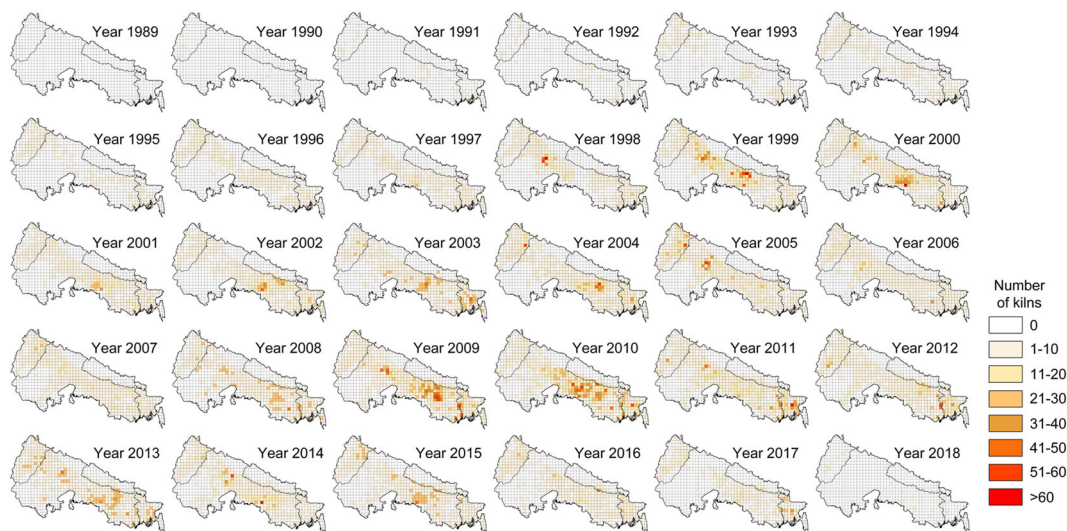 Year 1989
Year 1990
Year 1991
Year 1992
Year 1993
Year 1994
Year 1995
Year 1996
Year 1997
Year 1998
Year 1999
Year 2000
Year 2001
Year 2002
Year 2003
Year 2004
Year 2005
Year 2006
Year 2007
Year 2008
Year 2009
Year 2010
Year 2011
Year 2012
Year 2013
Year 2014
Year 2015
Year 2016
Year 2017
Year 2018
Number
of kilns
0
1-10
11-20
21-30
31-40
41-50
51-60
>60